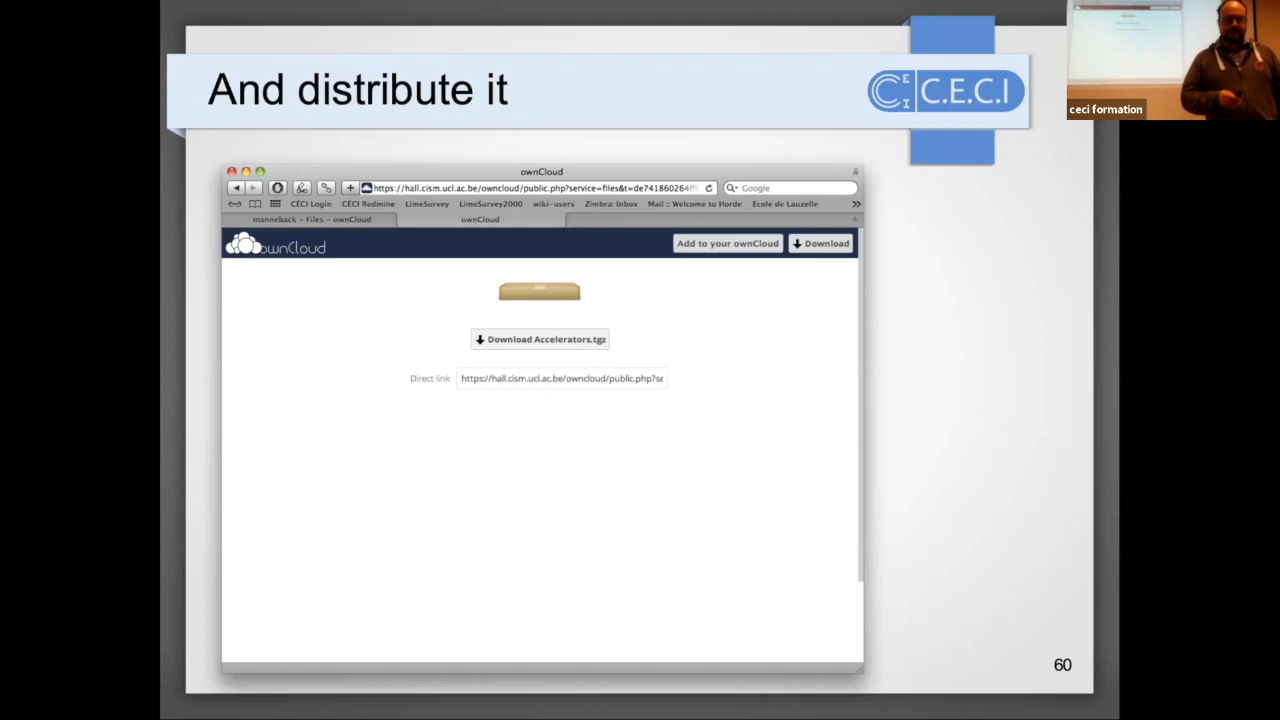 And distribute it
C E C I C.E.C.I
ceci formation
ownCloud
https://hall.cism.ucl.ac.be/owncloud/public.php?service=files&t=de741860264ff
Google
CÉCI Login CÉCI Redmine LimeSurvey LimeSurvey2000 wiki-users Zimbra: Inbox Mail :: Welcome to Horde Ecole de Lauzelle
manneback – Files – ownCloud ownCloud
ownCloud Add to your ownCloud Download
Download Accelerators.tgz
Direct link https://hall.cism.ucl.ac.be/owncloud/public.php?se
60